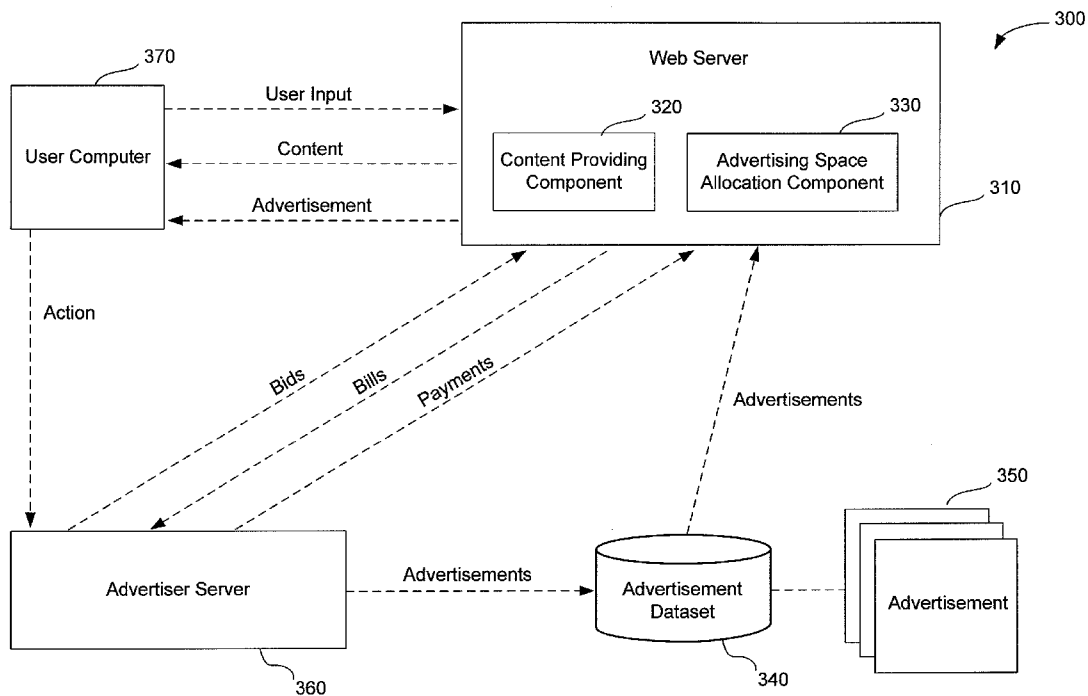 300
370
Web Server
User Input
320
330
User Computer
Content
Content Providing
Component
Advertising Space
Allocation Component
310
Advertisement
Action
Bids
Bills
Payments
Advertisements
350
Advertiser Server
Advertisements
Advertisement
Dataset
Advertisement
340
360